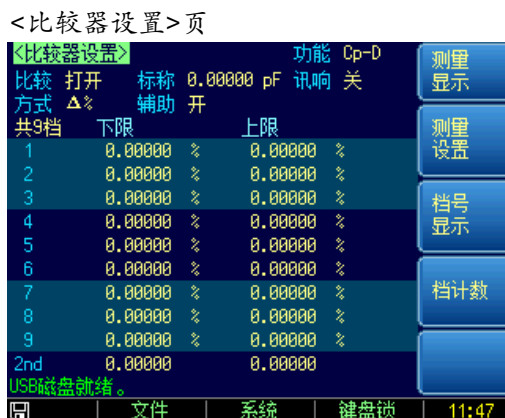 <比较器设置>页
<比较器设置> 功能 Cp-D
比较 打开 标称 0.00000 pF 讯响 关
方式 Δ% 辅助 开
共9档 下限 上限
1 0.00000 % 0.00000 %
2 0.00000 % 0.00000 %
3 0.00000 % 0.00000 %
4 0.00000 % 0.00000 %
5 0.00000 % 0.00000 %
6 0.00000 % 0.00000 %
7 0.00000 % 0.00000 %
8 0.00000 % 0.00000 %
9 0.00000 % 0.00000 %
2nd 0.00000 0.00000
USB磁盘就绪。
测量
显示
测量
设置
档号
显示
档计数
文件 系统 键盘锁 11:47